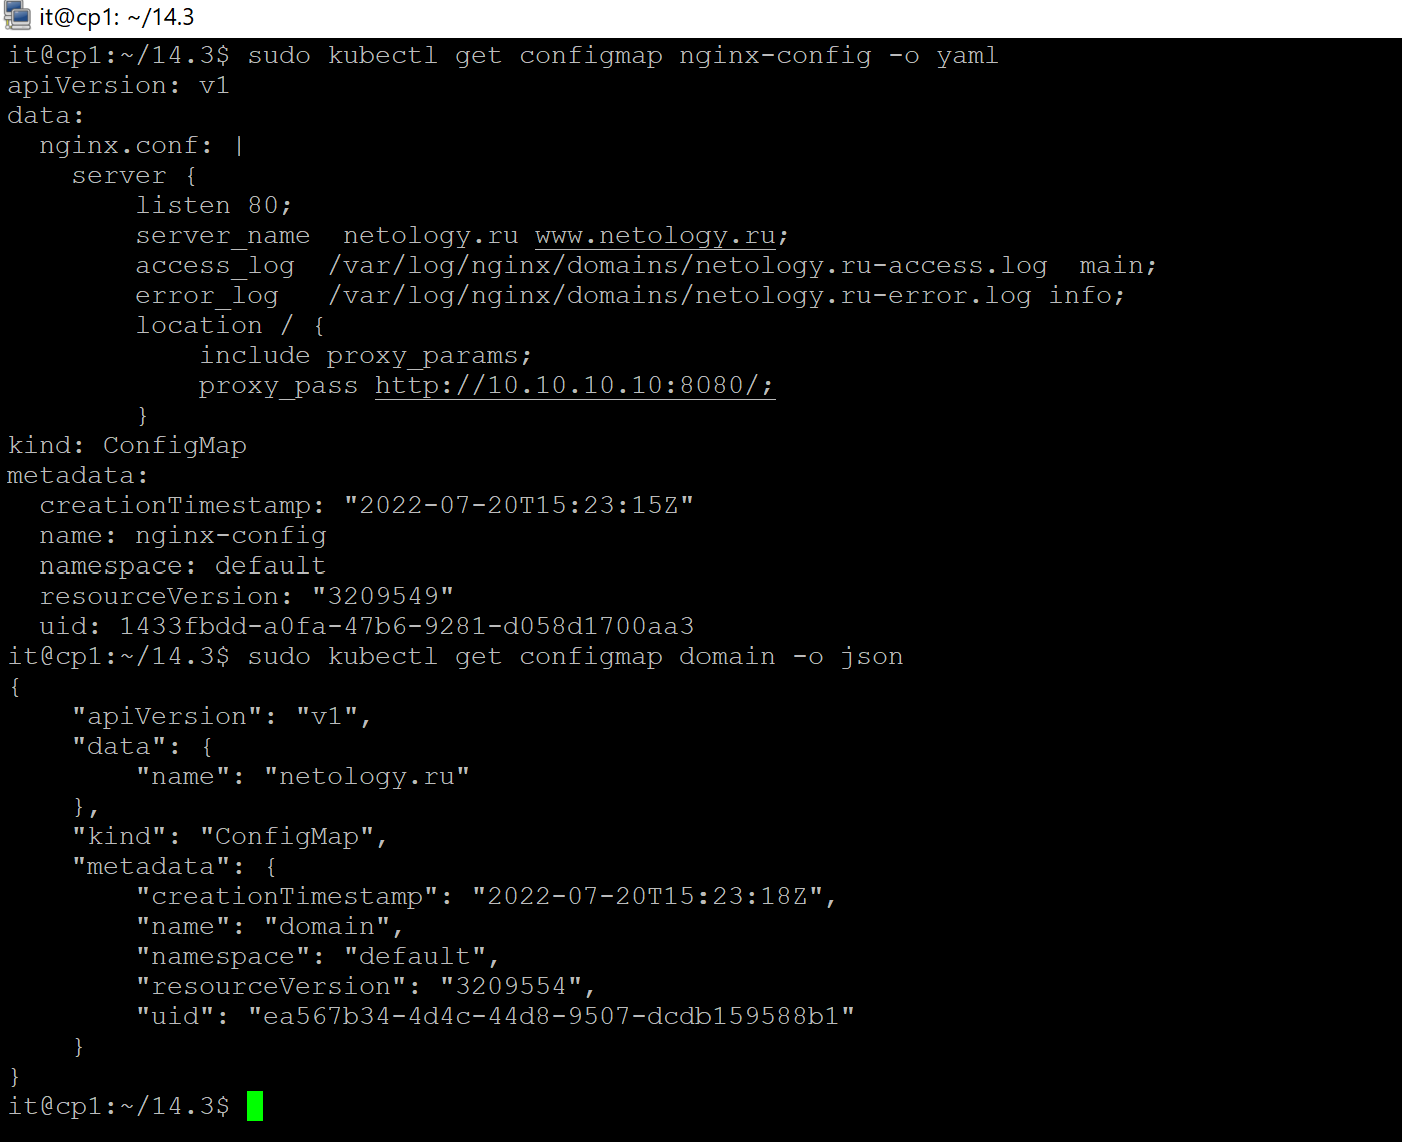 it@cp1: ~/14.3
it@cp1:~/14.3$ sudo kubectl get configmap nginx-config -o yaml
apiVersion: v1
data:
  nginx.conf: |
    server {
        listen 80;
        server_name  netology.ru www.netology.ru;
        access_log  /var/log/nginx/domains/netology.ru-access.log  main;
        error_log   /var/log/nginx/domains/netology.ru-error.log info;
        location / {
            include proxy_params;
            proxy_pass http://10.10.10.10:8080/;
        }
kind: ConfigMap
metadata:
  creationTimestamp: "2022-07-20T15:23:15Z"
  name: nginx-config
  namespace: default
  resourceVersion: "3209549"
  uid: 1433fbdd-a0fa-47b6-9281-d058d1700aa3
it@cp1:~/14.3$ sudo kubectl get configmap domain -o json
{
    "apiVersion": "v1",
    "data": {
        "name": "netology.ru"
    },
    "kind": "ConfigMap",
    "metadata": {
        "creationTimestamp": "2022-07-20T15:23:18Z",
        "name": "domain",
        "namespace": "default",
        "resourceVersion": "3209554",
        "uid": "ea567b34-4d4c-44d8-9507-dcdb159588b1"
    }
}
it@cp1:~/14.3$